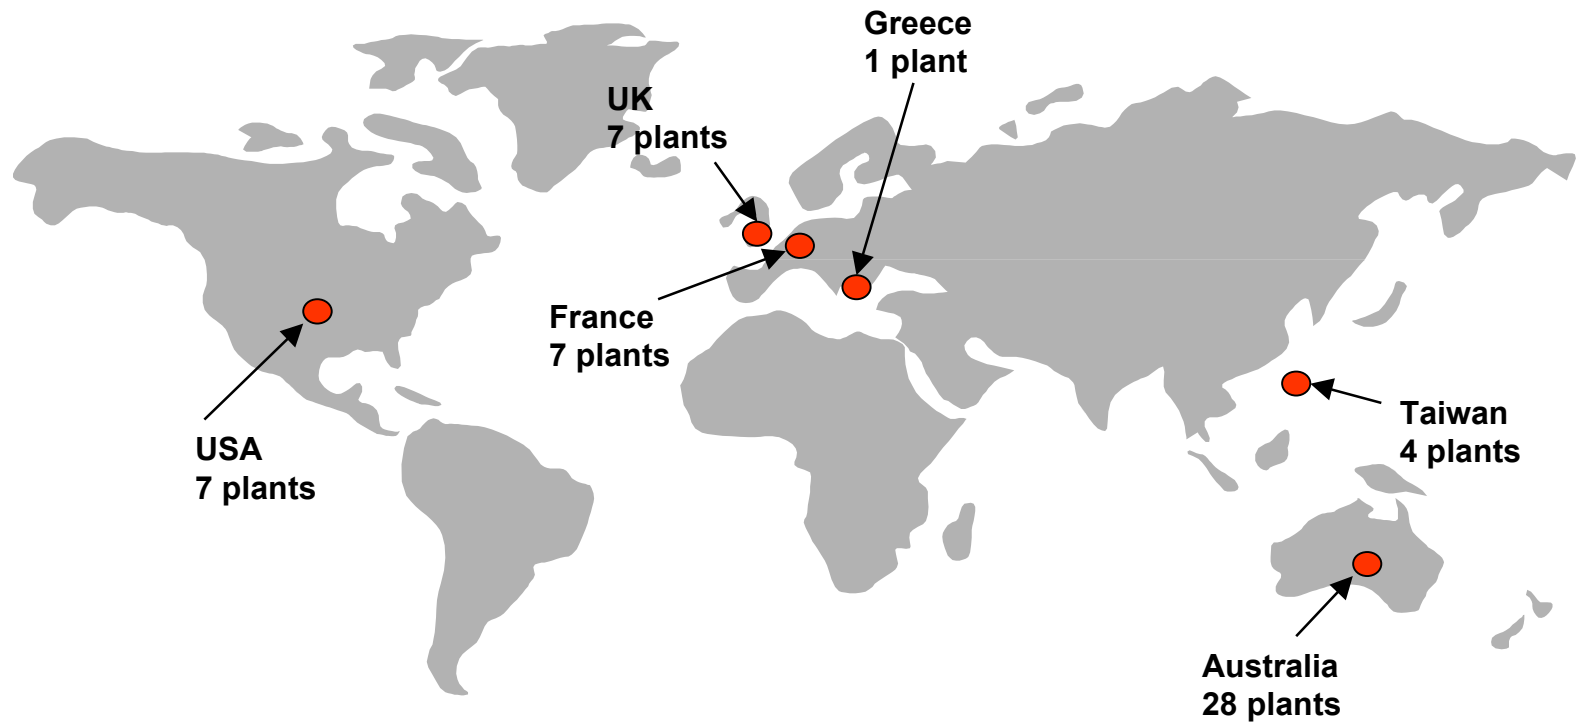 Greece
1 plant
UK
7 plants
France
7 plants
USA
7 plants
Taiwan
4 plants
Australia
28 plants